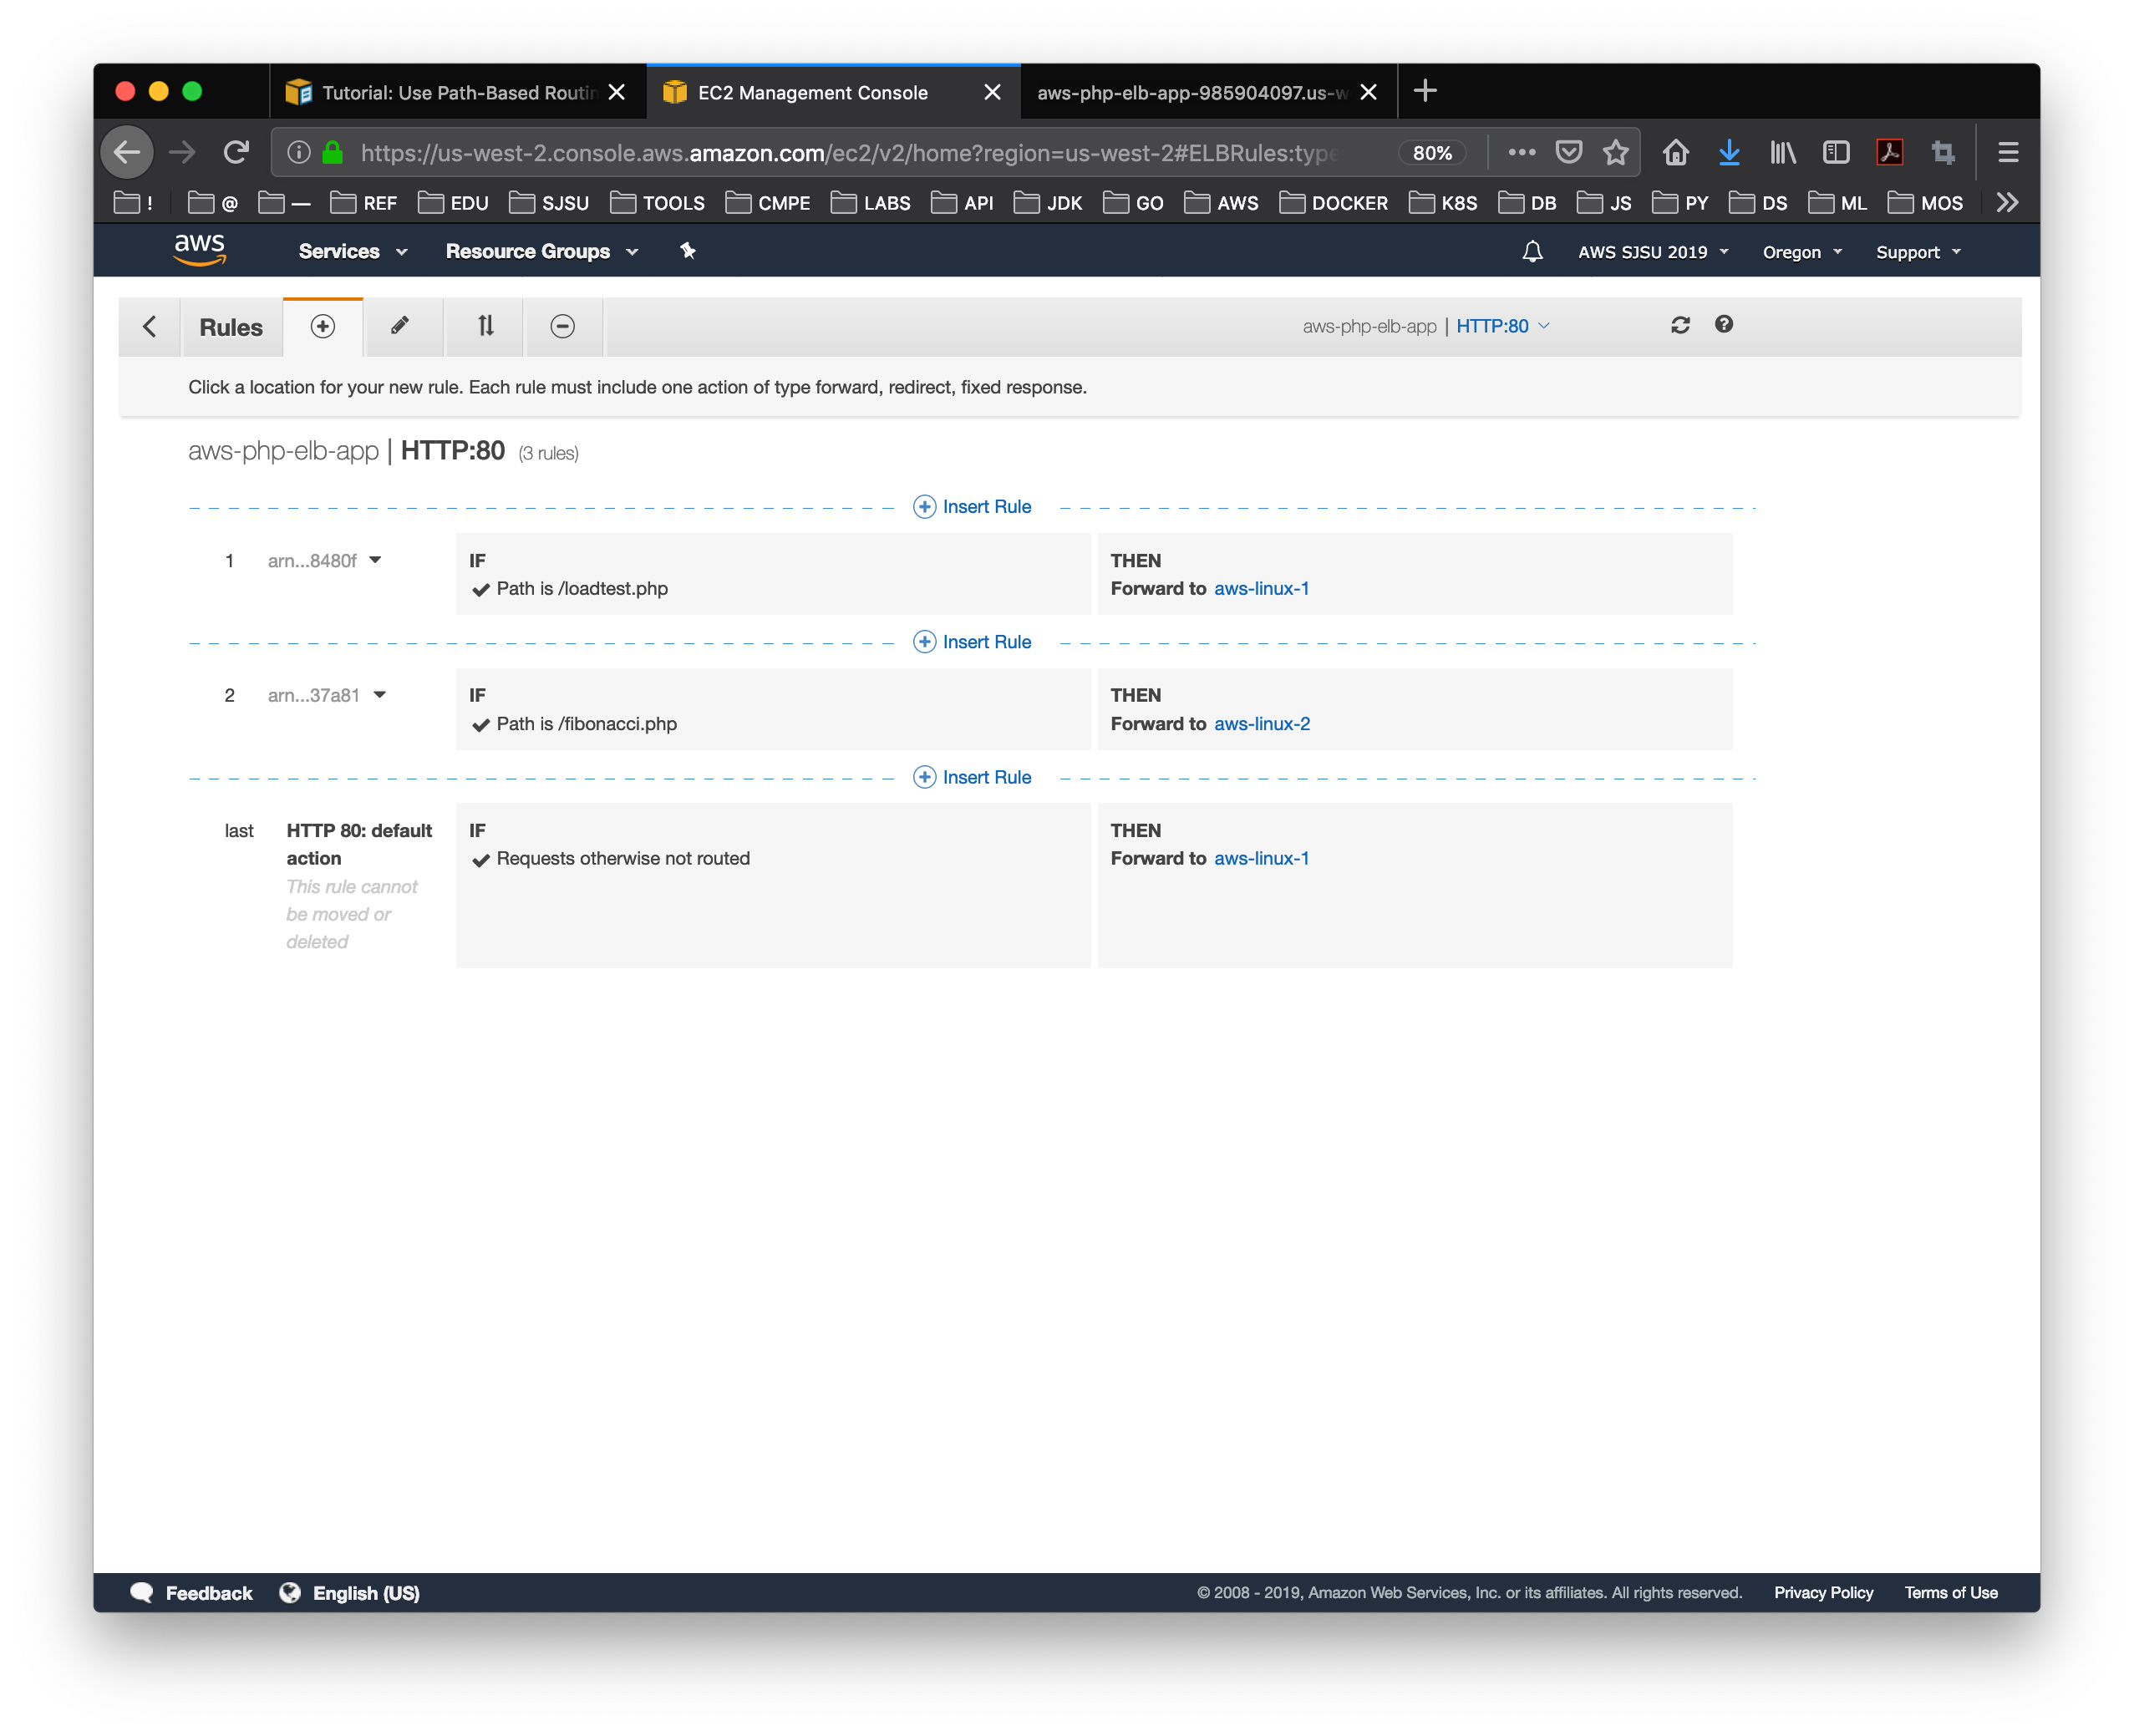 Tutorial: Use Path-Based Routin
EC2 Management Console
aws-php-elb-app-985904097.us-w
https://us-west-2.console.aws.amazon.com/ec2/v2/home?region=us-west-2#ELBRules:type
80%
! @ — REF EDU SJSU TOOLS CMPE LABS API JDK GO AWS DOCKER K8S DB JS PY DS ML MOS
aws Services Resource Groups AWS SJSU 2019 Oregon Support
Rules aws-php-elb-app | HTTP:80
Click a location for your new rule. Each rule must include one action of type forward, redirect, fixed response.
aws-php-elb-app | HTTP:80 (3 rules)
Insert Rule
1 arn...8480f IF THEN
Path is /loadtest.php Forward to aws-linux-1
Insert Rule
2 arn...37a81 IF THEN
Path is /fibonacci.php Forward to aws-linux-2
Insert Rule
last HTTP 80: default IF THEN
action Requests otherwise not routed Forward to aws-linux-1
This rule cannot
be moved or
deleted
Feedback English (US) © 2008 - 2019, Amazon Web Services, Inc. or its affiliates. All rights reserved. Privacy Policy Terms of Use